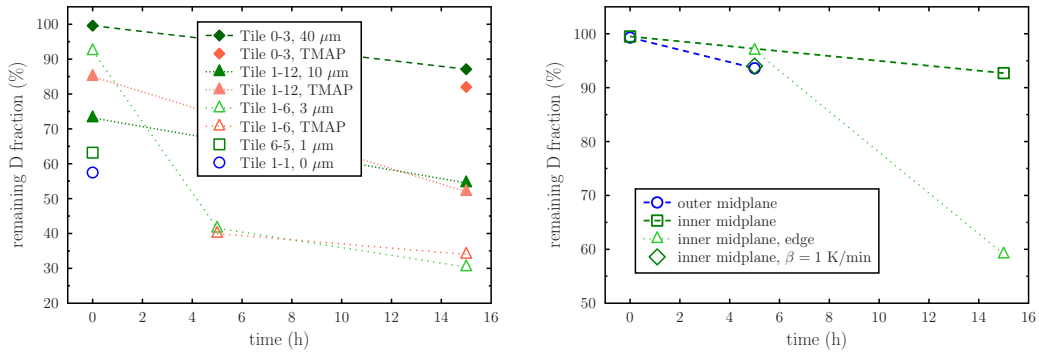 100
90
80
70
60
50
40
30
20
0
2
4
6
8
10
12
14
16
remaining D fraction (%)
time (h)
Tile 0-3, 40 μm
Tile 0-3, TMAP
Tile 1-12, 10 μm
Tile 1-12, TMAP
Tile 1-6, 3 μm
Tile 1-6, TMAP
Tile 6-5, 1 μm
Tile 1-1, 0 μm
100
90
80
70
60
50
0
2
4
6
8
10
12
14
16
remaining D fraction (%)
time (h)
outer midplane
inner midplane
inner midplane, edge
inner midplane, β = 1 K/min